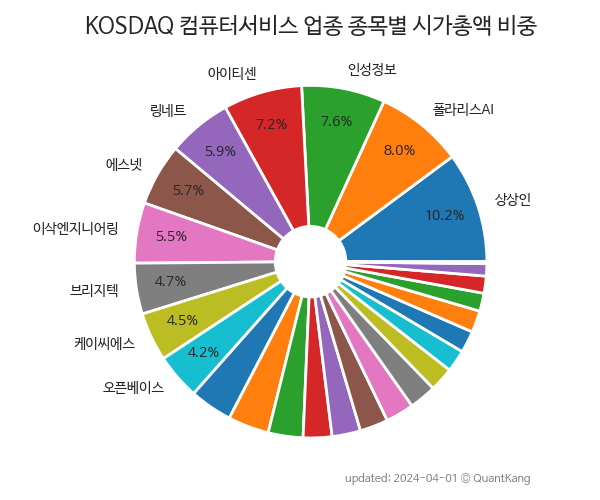 KOSDAQ 컴퓨터서비스 업종 종목별 시가총액 비중
아이티센
인성정보
링네트
폴라리스AI
7.2%
7.6%
5.9%
8.0%
에스넷
5.7%
상상인
10.2%
이삭엔지니어링
5.5%
브리지텍
4.7%
케이씨에스
4.5%
오픈베이스
4.2%
updated: 2024-04-01 © QuantKang